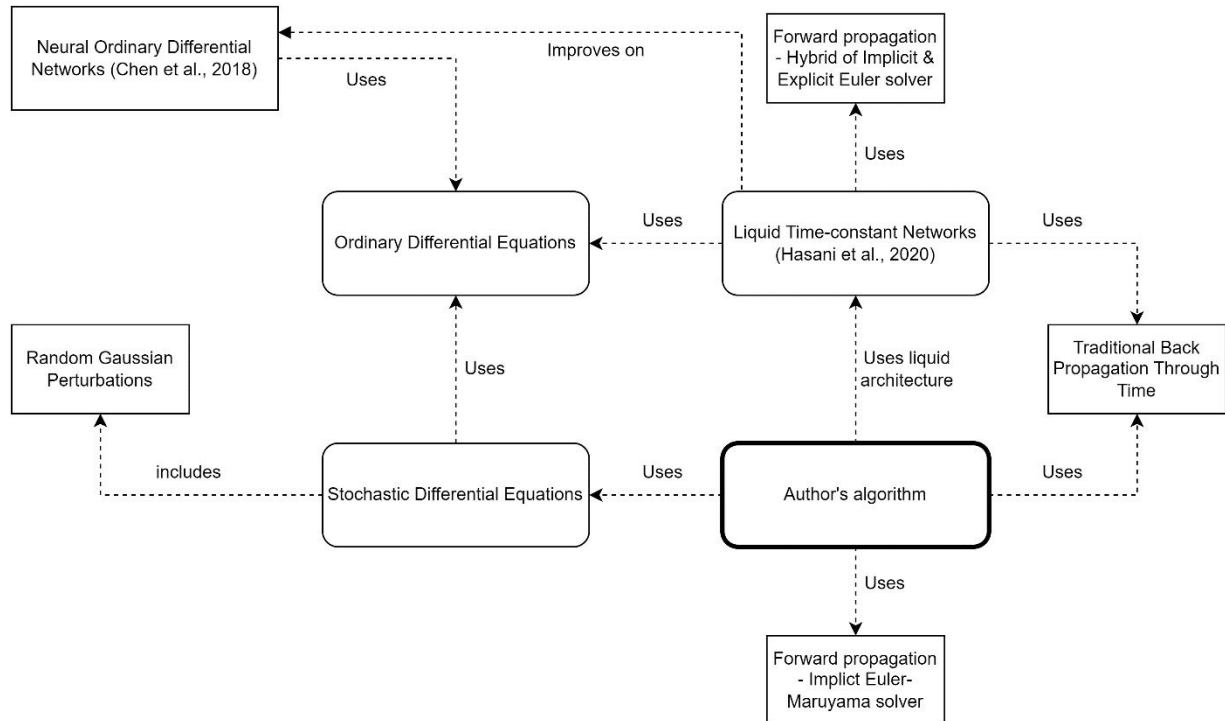 Neural Ordinary Differential
Networks (Chen et al., 2018)
Uses
Improves on
Forward propagation
- Hybrid of Implicit &
Explicit Euler solver
Uses
Ordinary Differential Equations
Uses
Liquid Time-constant Networks
(Hasani et al., 2020)
Uses
Random Gaussian
Perturbations
Uses
Uses liquid
architecture
Traditional Back
Propagation Through
Time
includes
Stochastic Differential Equations
Uses
Author's algorithm
Uses
Uses
Forward propagation
- Implict Euler-
Maruyama solver